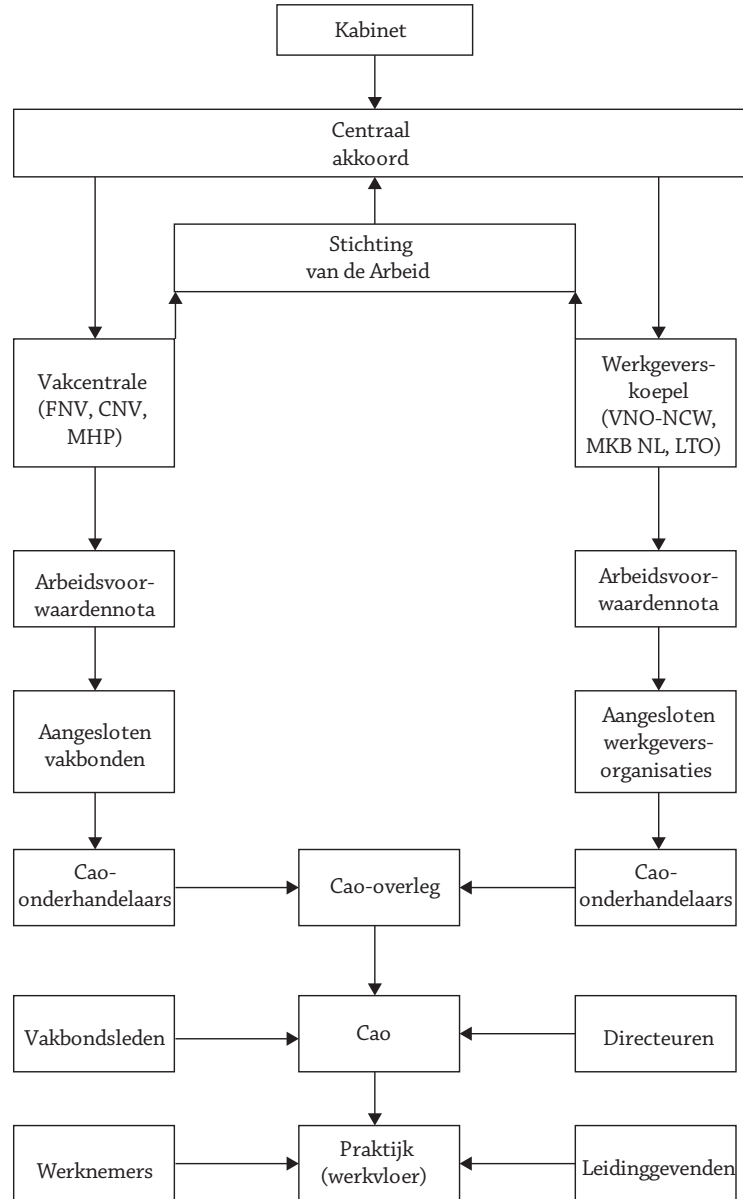 Kabinet
Centraal
akkoord
Stichting
van de Arbeid
Vakcentrale
(FNV, CNV,
MHP)
Werkgevers-
koepel
(VNO-NCW,
MKB NL, LTO)
Arbeidsvoor-
waardennota
Arbeidsvoor-
waardennota
Aangesloten
vakbonden
Aangesloten
werkgevers-
organisaties
Cao-
onderhandelaars
Cao-overleg
Cao-
onderhandelaars
Vakbondsleden
Cao
Directeuren
Werknemers
Praktijk
(werkvloer)
Leidinggevenden